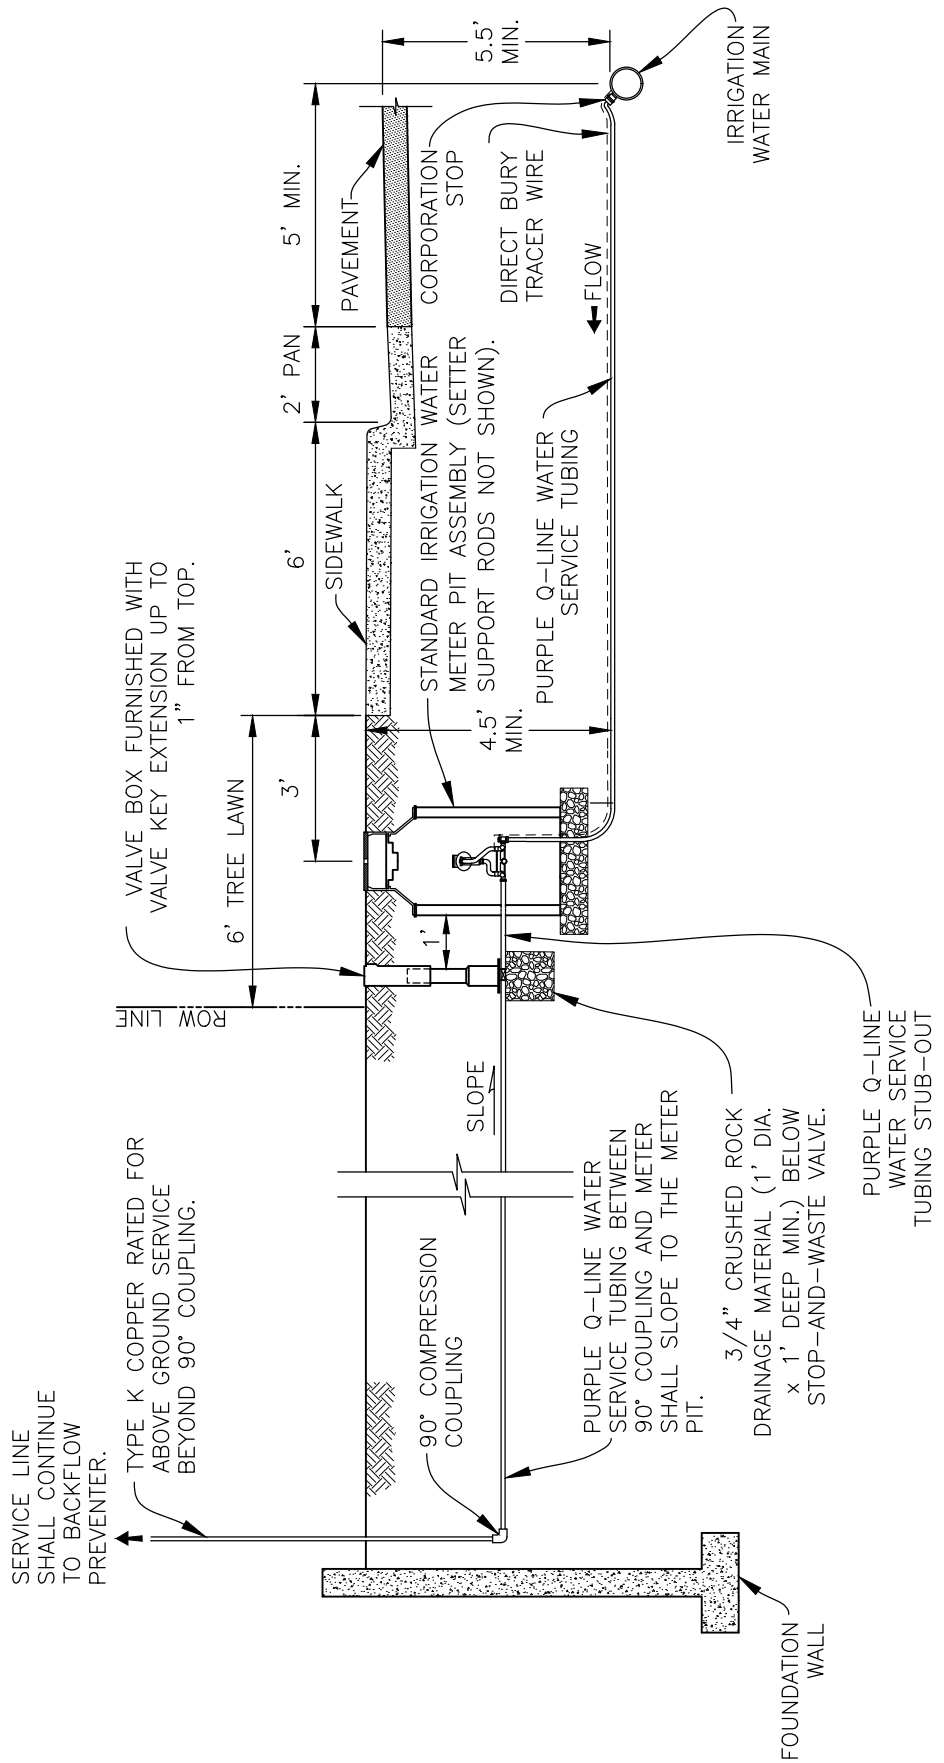 SERVICE LINE
SHALL CONTINUE
TO BACKFLOW
PREVENTER.
TYPE K COPPER RATED FOR
ABOVE GROUND SERVICE
BEYOND 90° COUPLING.
VALVE BOX FURNISHED WITH
VALVE KEY EXTENSION UP TO
1" FROM TOP.
ROW LINE
6' TREE LAWN
3'
6'
2' PAN
5' MIN.
SIDEWALK
PAVEMENT
5.5'
MIN.
STANDARD IRRIGATION WATER
METER PIT ASSEMBLY (SETTER
SUPPORT RODS NOT SHOWN).
CORPORATION
STOP
1'
4.5'
MIN.
DIRECT BURY
TRACER WIRE
PURPLE Q-LINE WATER
SERVICE TUBING
FLOW
IRRIGATION
WATER MAIN
90° COMPRESSION
COUPLING
SLOPE
PURPLE Q-LINE WATER
SERVICE TUBING BETWEEN
90° COUPLING AND METER
SHALL SLOPE TO THE METER
PIT.
3/4" CRUSHED ROCK
DRAINAGE MATERIAL (1' DIA.
x 1' DEEP MIN.) BELOW
STOP-AND-WASTE VALVE.
PURPLE Q-LINE
WATER SERVICE
TUBING STUB-OUT
FOUNDATION
WALL